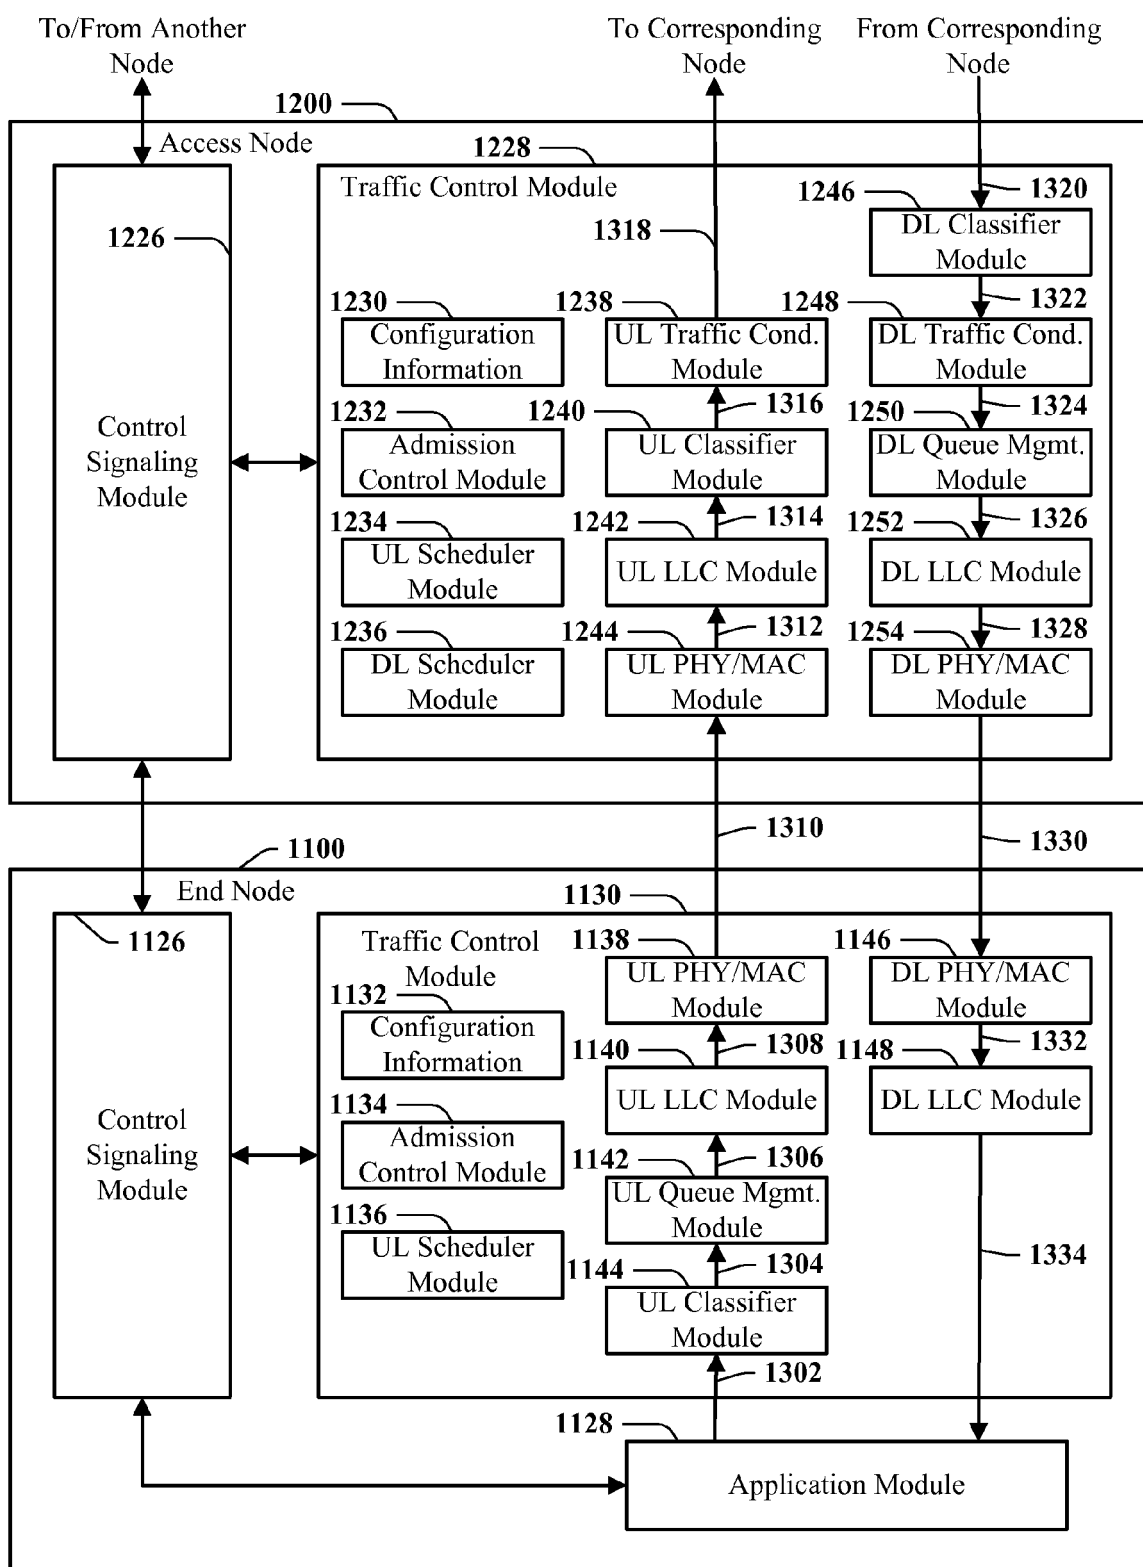 To/From Another
Node
To Corresponding
Node
From Corresponding
Node
1200
Access Node
1228
Traffic Control Module
1226
1318
1246
1320
DL Classifier
Module
1322
1230
Configuration
Information
1238
UL Traffic Cond.
Module
1248
DL Traffic Cond.
Module
1316
1324
1232
Admission
Control Module
1240
UL Classifier
Module
1250
DL Queue Mgmt.
Module
Control
Signaling
Module
1314
1326
1234
UL Scheduler
Module
1242
UL LLC Module
1252
DL LLC Module
1312
1328
1236
DL Scheduler
Module
1244
UL PHY/MAC
Module
1254
DL PHY/MAC
Module
1310
1330
1100
End Node
1126
1130
Traffic Control
Module
1138
UL PHY/MAC
Module
1146
DL PHY/MAC
Module
1132
Configuration
Information
1308
1332
1140
UL LLC Module
1148
DL LLC Module
1134
Admission
Control Module
Control
Signaling
Module
1306
1142
UL Queue Mgmt.
Module
1136
UL Scheduler
Module
1304
1334
1144
UL Classifier
Module
1302
1128
Application Module